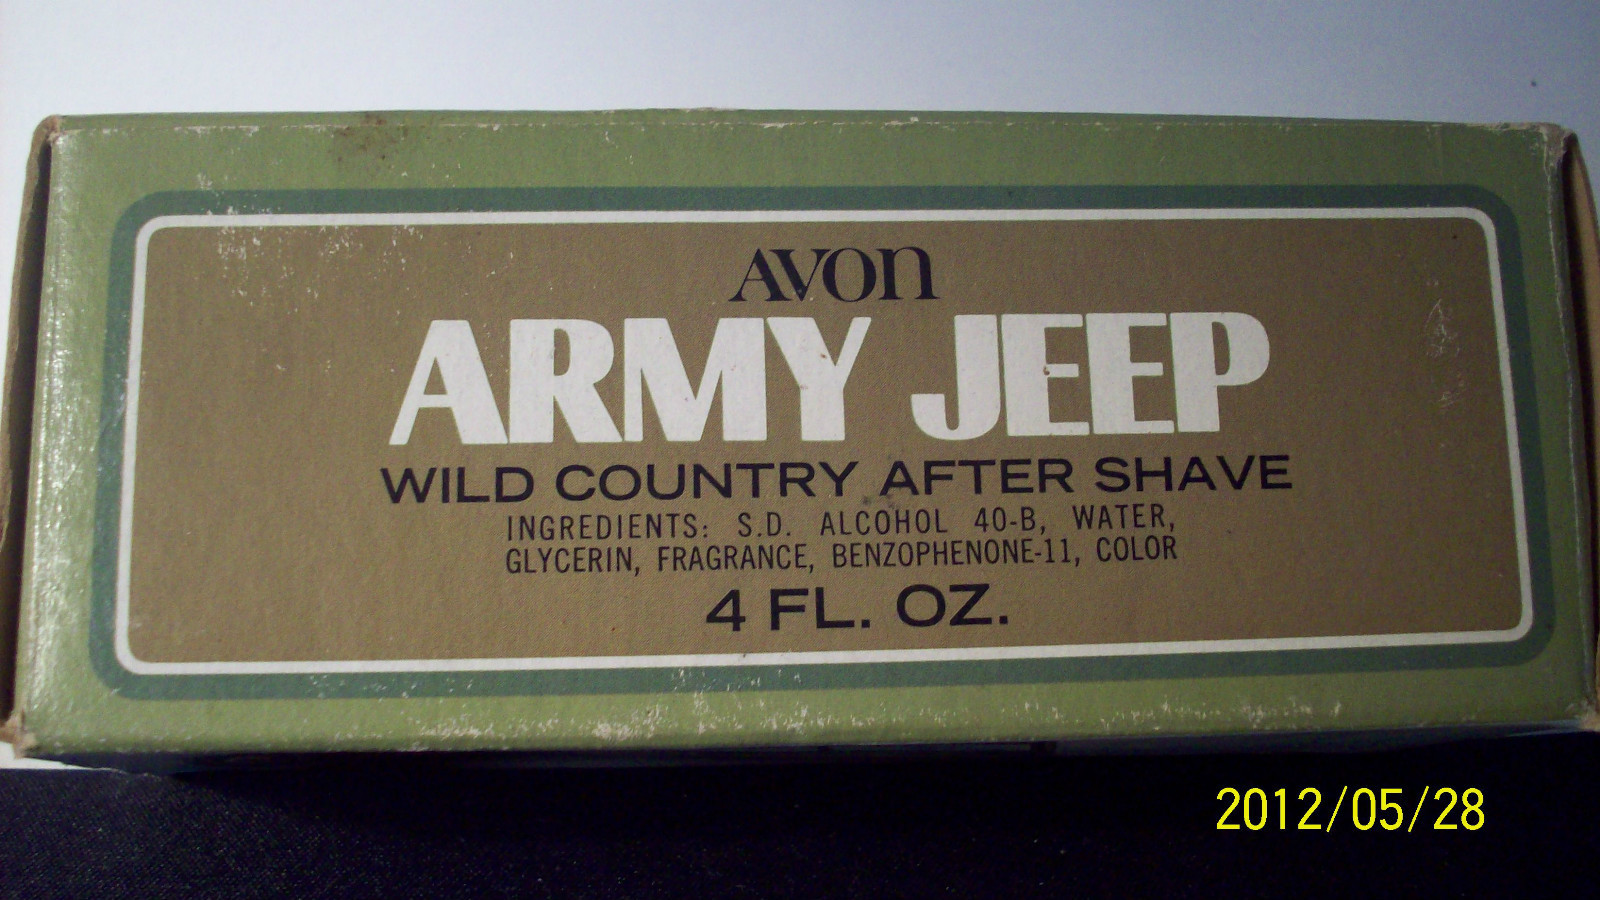 AVON
ARMY JEEP
WILD COUNTRY AFTER SHAVE
INGREDIENTS: S.D. ALCOHOL 40-B, WATER,
GLYCERIN, FRAGRANCE, BENZOPHENONE-11, COLOR
4 FL. OZ.
2012/05/28